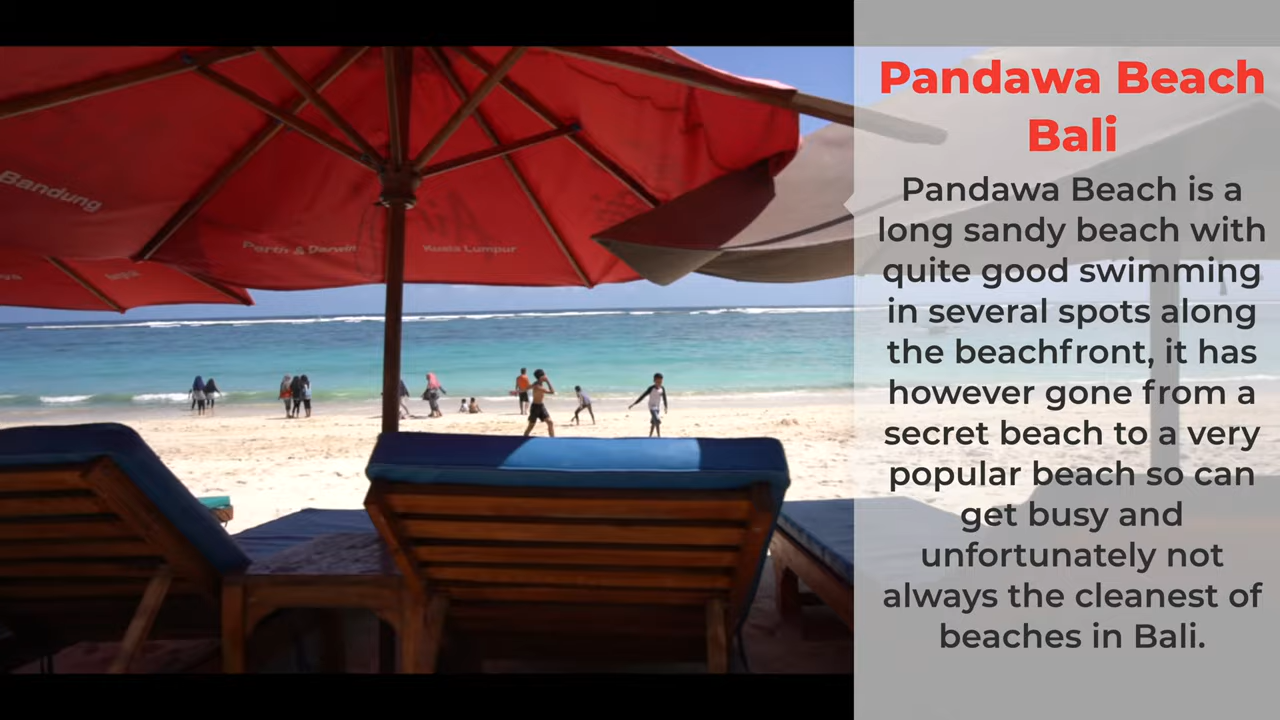 Pandawa Beach
Bali
Pandawa Beach is a
long sandy beach with
quite good swimming
in several spots along
the beachfront, it has
however gone from a
secret beach to a very
popular beach so can
get busy and
unfortunately not
always the cleanest of
beaches in Bali.
Bandung
Perth & Darwin
Kuala Lumpur